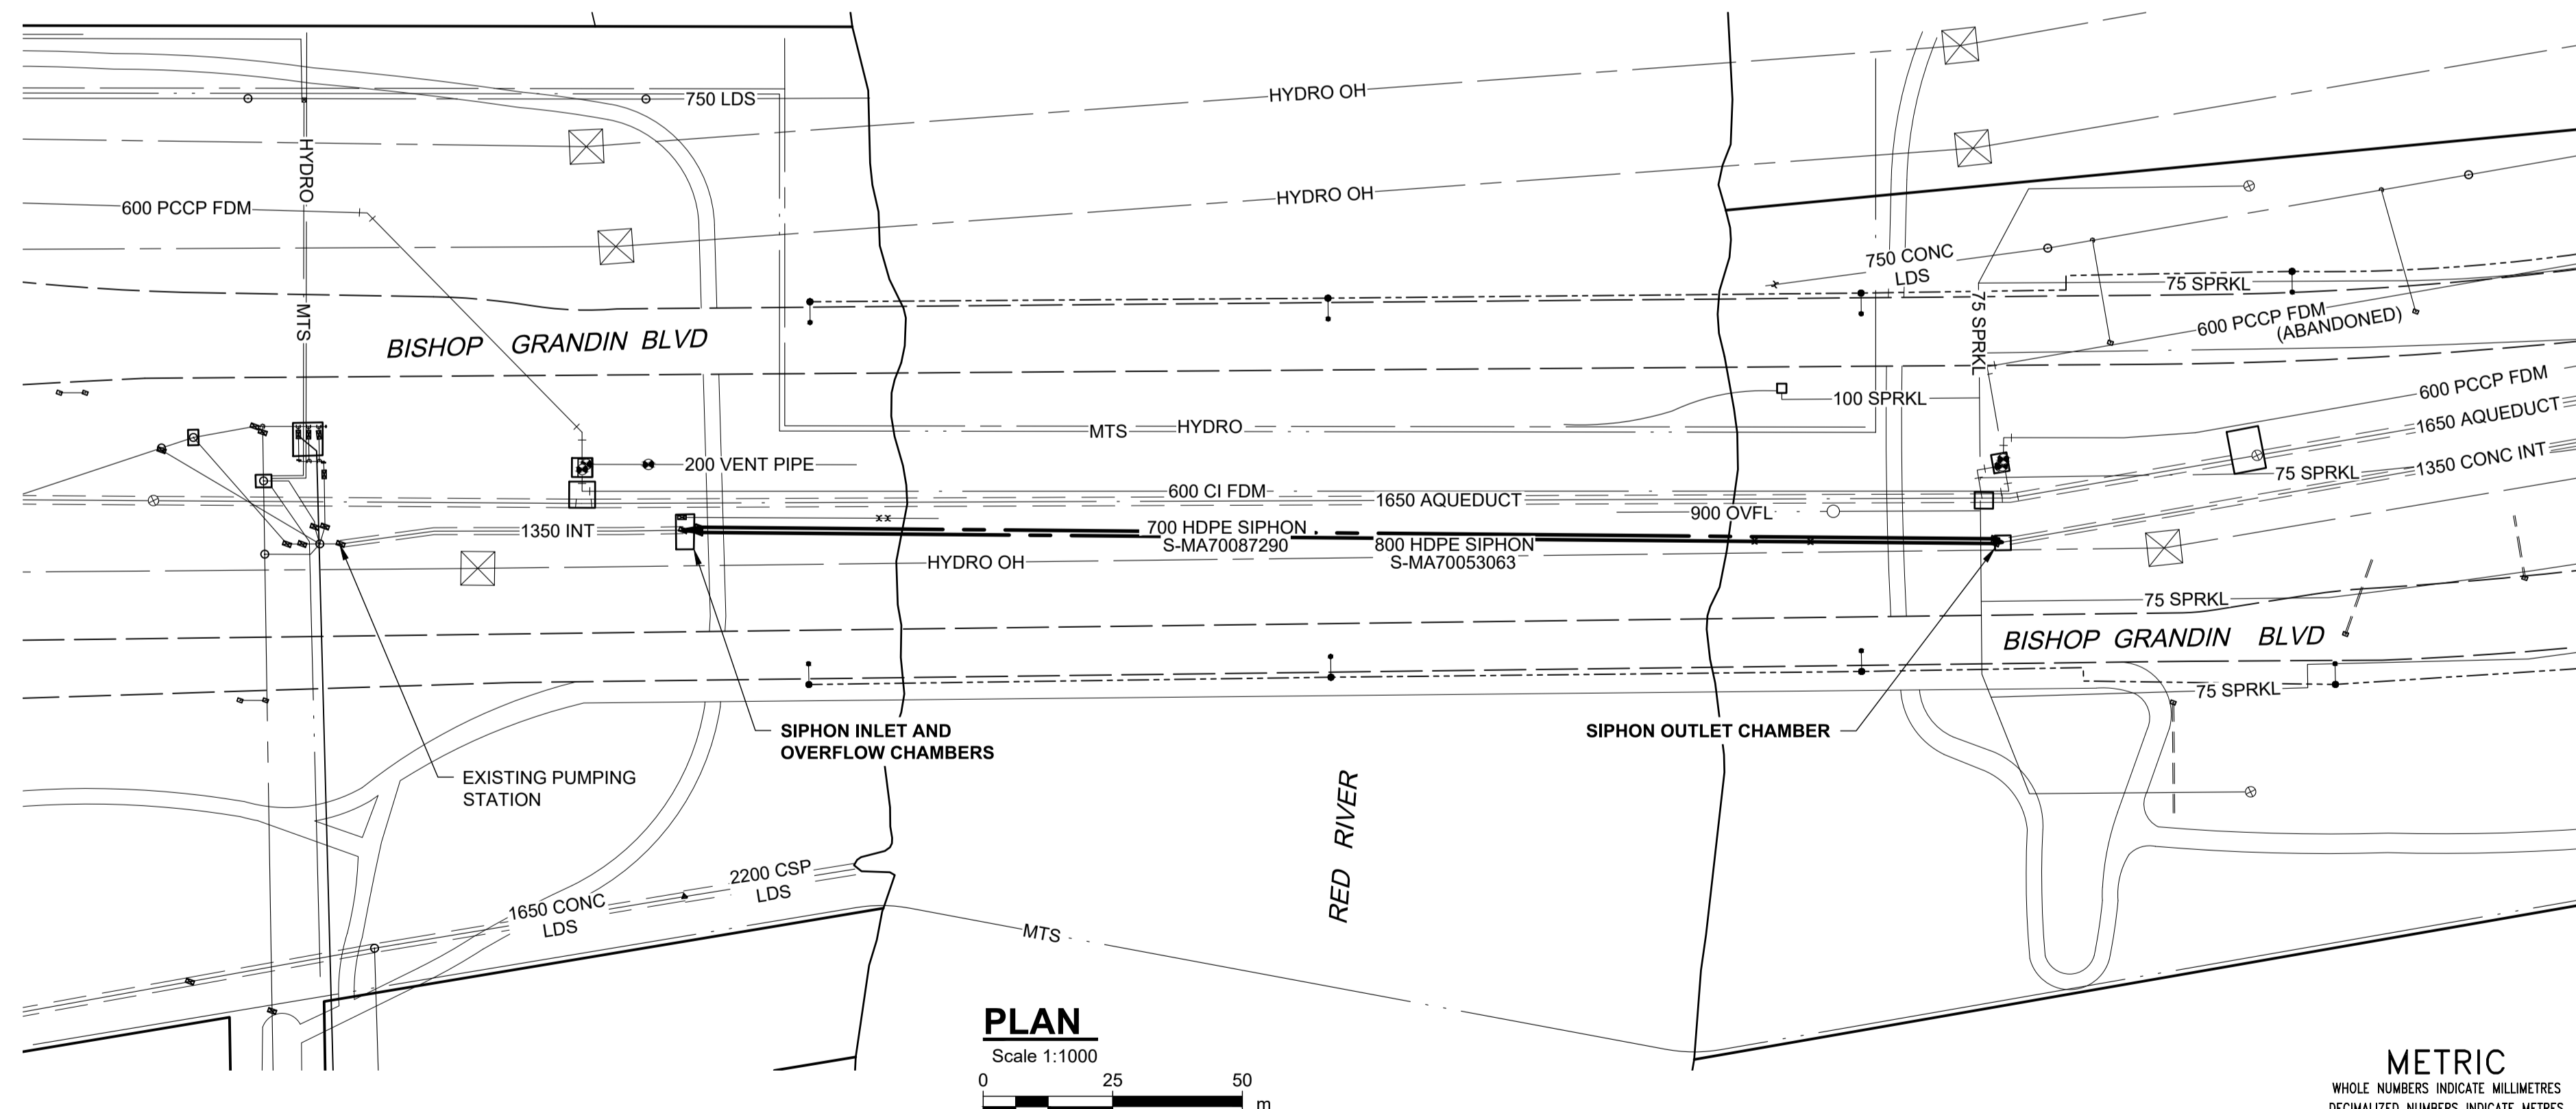 HYDRO OH
750 LDS
HYDRO
HYDRO OH
600 PCCP FDM
750 CONC
LDS
75 SPRKL
75 SPRKL
600 PCCP FDM
(ABANDONED)
MTS
BISHOP GRANDIN BLVD
600 PCCP FDM
100 SPRKL
1650 AQUEDUCT
MTS
HYDRO
1350 CONC INT
200 VENT PIPE
75 SPRKL
600 CI FDM
1650 AQUEDUCT
900 OVFL
1350 INT
700 HDPE SIPHON
S-MA70087290
800 HDPE SIPHON
S-MA70053063
HYDRO OH
75 SPRKL
BISHOP GRANDIN BLVD
75 SPRKL
SIPHON INLET AND
OVERFLOW CHAMBERS
SIPHON OUTLET CHAMBER
EXISTING PUMPING
STATION
RED RIVER
2200 CSP
LDS
1650 CONC
LDS
MTS
PLAN
Scale 1:1000
0 25 50
m
METRIC
WHOLE NUMBERS INDICATE MILLIMETRES
DECIMALIZED NUMBERS INDICATE METRES